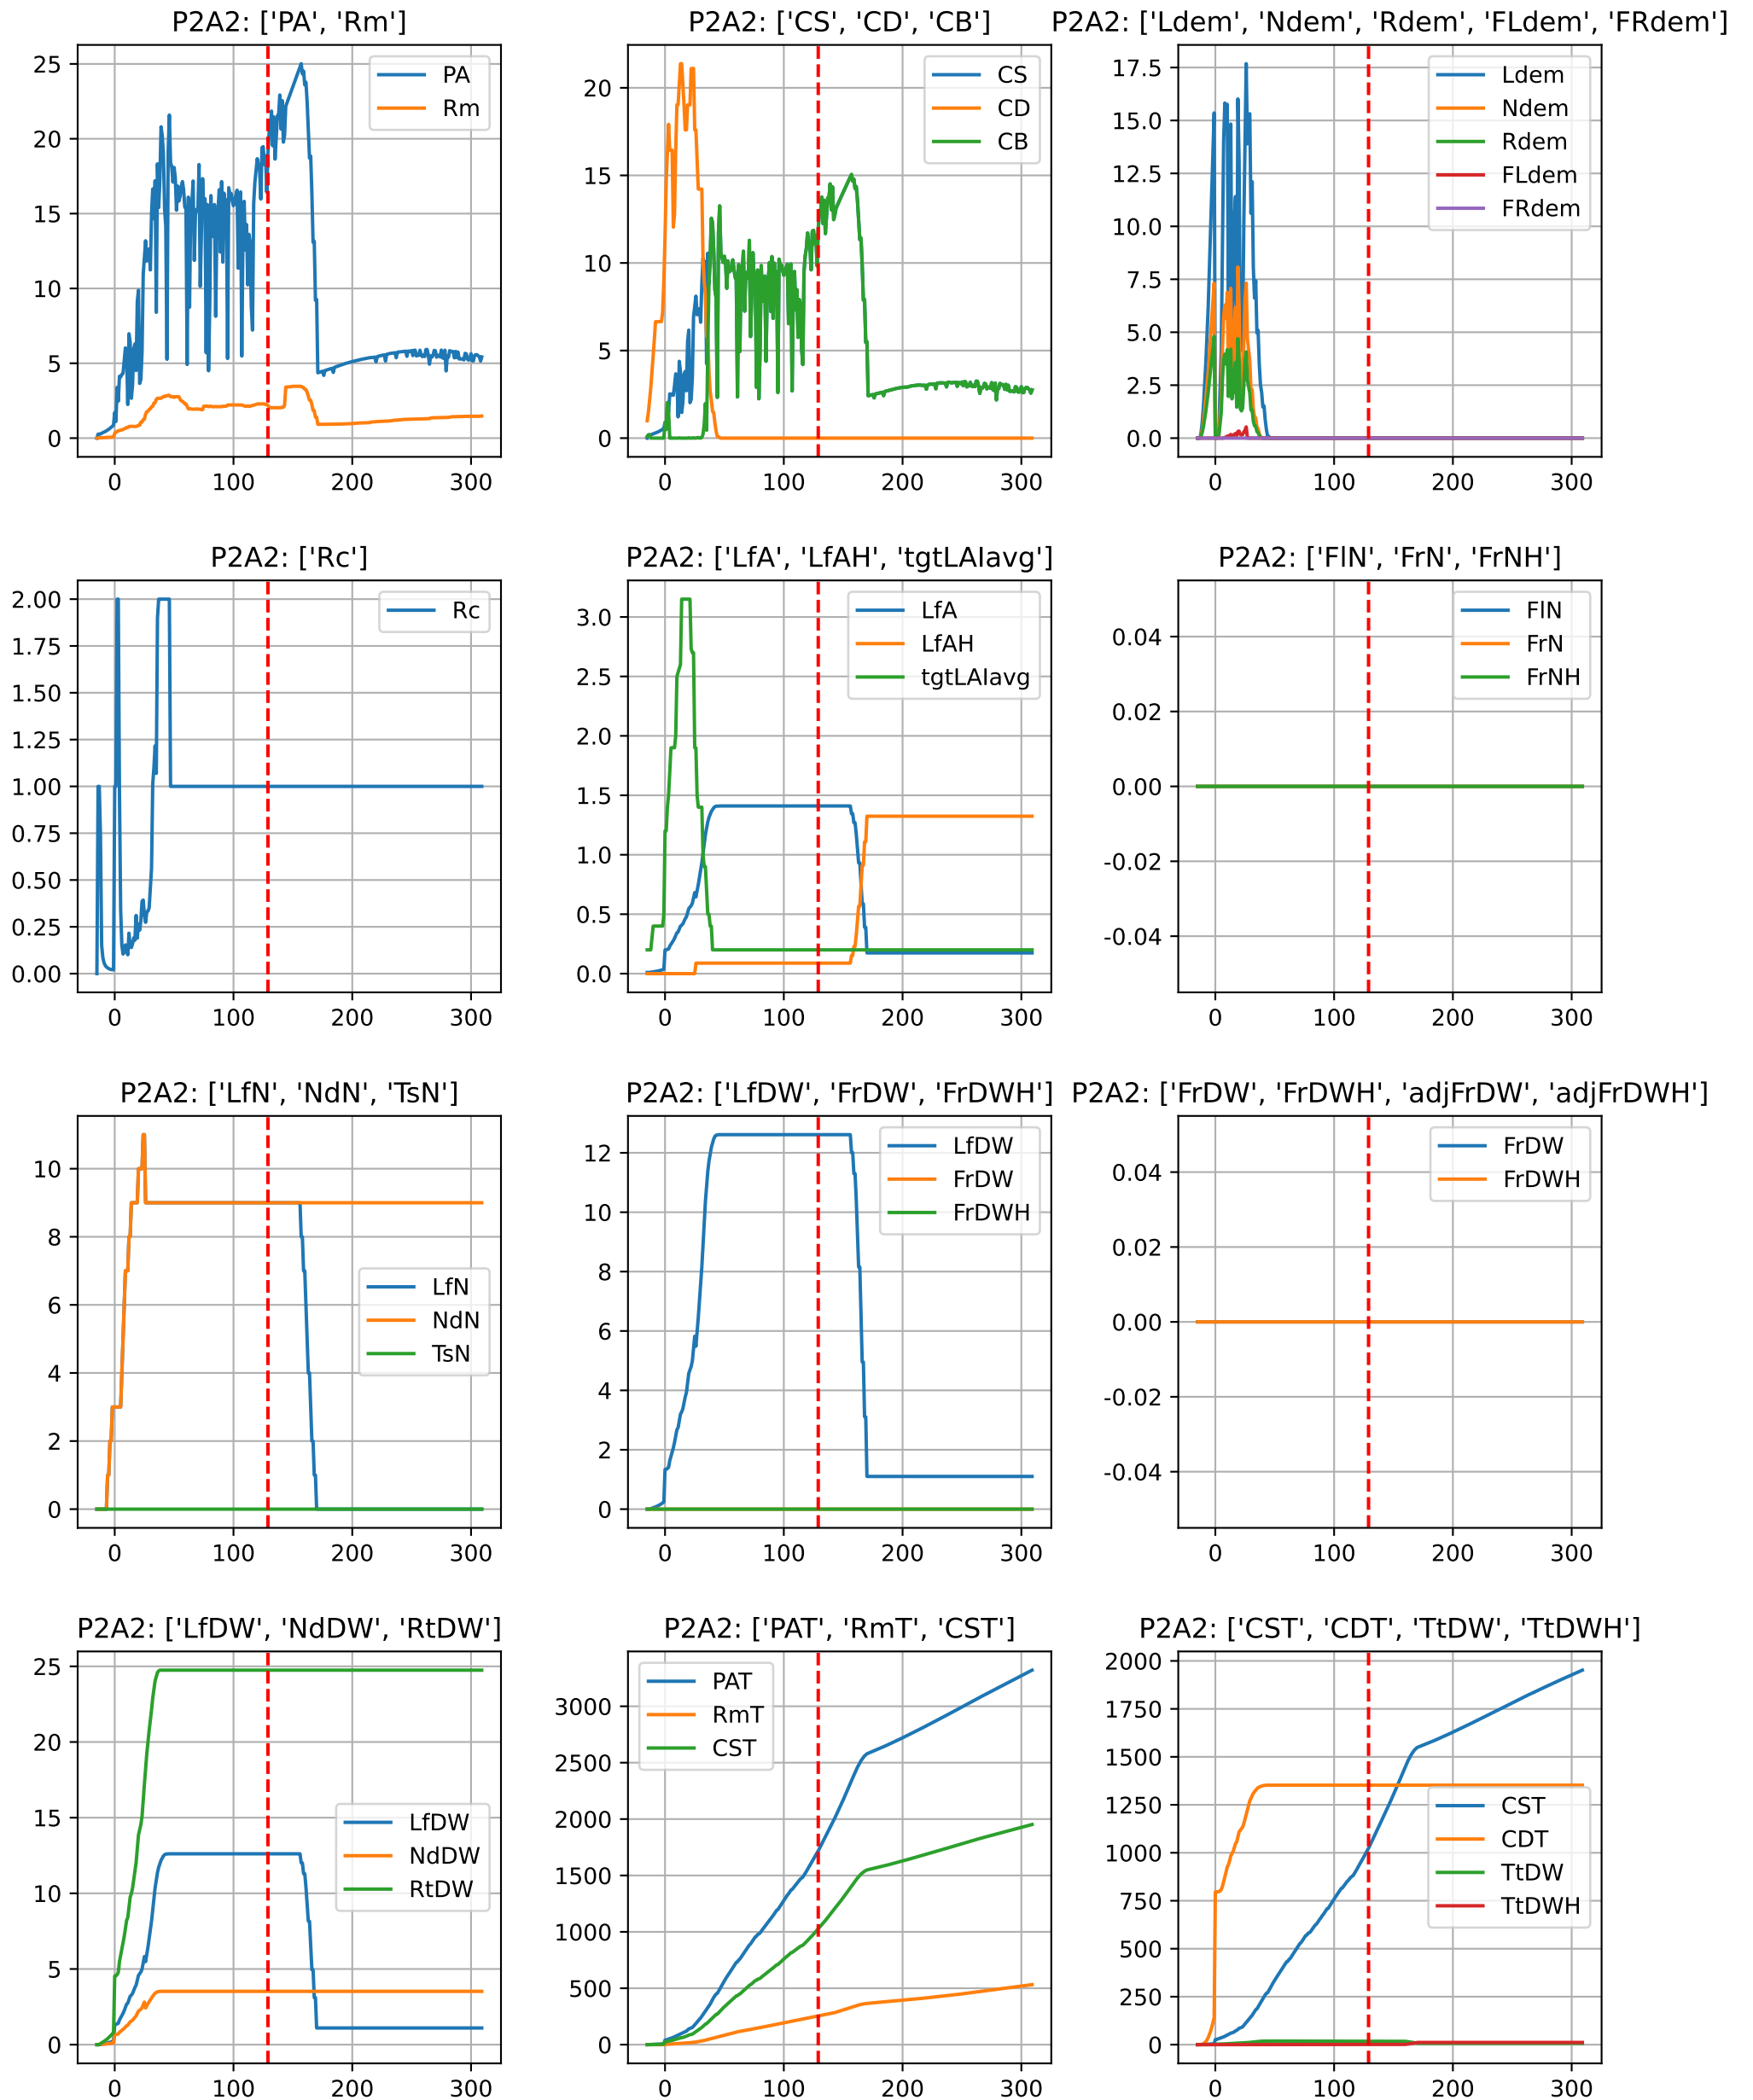 P2A2: ['PA', 'Rm']
25
20
15
10
5
0
0 100 200 300
PA
Rm
P2A2: ['CS', 'CD', 'CB']
20
15
10
5
0
0 100 200 300
CS
CD
CB
P2A2: ['Ldem', 'Ndem', 'Rdem', 'FLdem', 'FRdem']
17.5
15.0
12.5
10.0
7.5
5.0
2.5
0.0
0 100 200 300
Ldem
Ndem
Rdem
FLdem
FRdem
P2A2: ['Rc']
2.00
1.75
1.50
1.25
1.00
0.75
0.50
0.25
0.00
0 100 200 300
Rc
P2A2: ['LfA', 'LfAH', 'tgtLAIavg']
3.0
2.5
2.0
1.5
1.0
0.5
0.0
0 100 200 300
LfA
LfAH
tgtLAIavg
P2A2: ['FlN', 'FrN', 'FrNH']
0.04
0.02
0.00
-0.02
-0.04
0 100 200 300
FlN
FrN
FrNH
P2A2: ['LfN', 'NdN', 'TsN']
10
8
6
4
2
0
0 100 200 300
LfN
NdN
TsN
P2A2: ['LfDW', 'FrDW', 'FrDWH']
12
10
8
6
4
2
0
0 100 200 300
LfDW
FrDW
FrDWH
P2A2: ['FrDW', 'FrDWH', 'adjFrDW', 'adjFrDWH']
0.04
0.02
0.00
-0.02
-0.04
0 100 200 300
FrDW
FrDWH
P2A2: ['LfDW', 'NdDW', 'RtDW']
25
20
15
10
5
0
0 100 200 300
LfDW
NdDW
RtDW
P2A2: ['PAT', 'RmT', 'CST']
3000
2500
2000
1500
1000
500
0
0 100 200 300
PAT
RmT
CST
P2A2: ['CST', 'CDT', 'TtDW', 'TtDWH']
2000
1750
1500
1250
1000
750
500
250
0
0 100 200 300
CST
CDT
TtDW
TtDWH